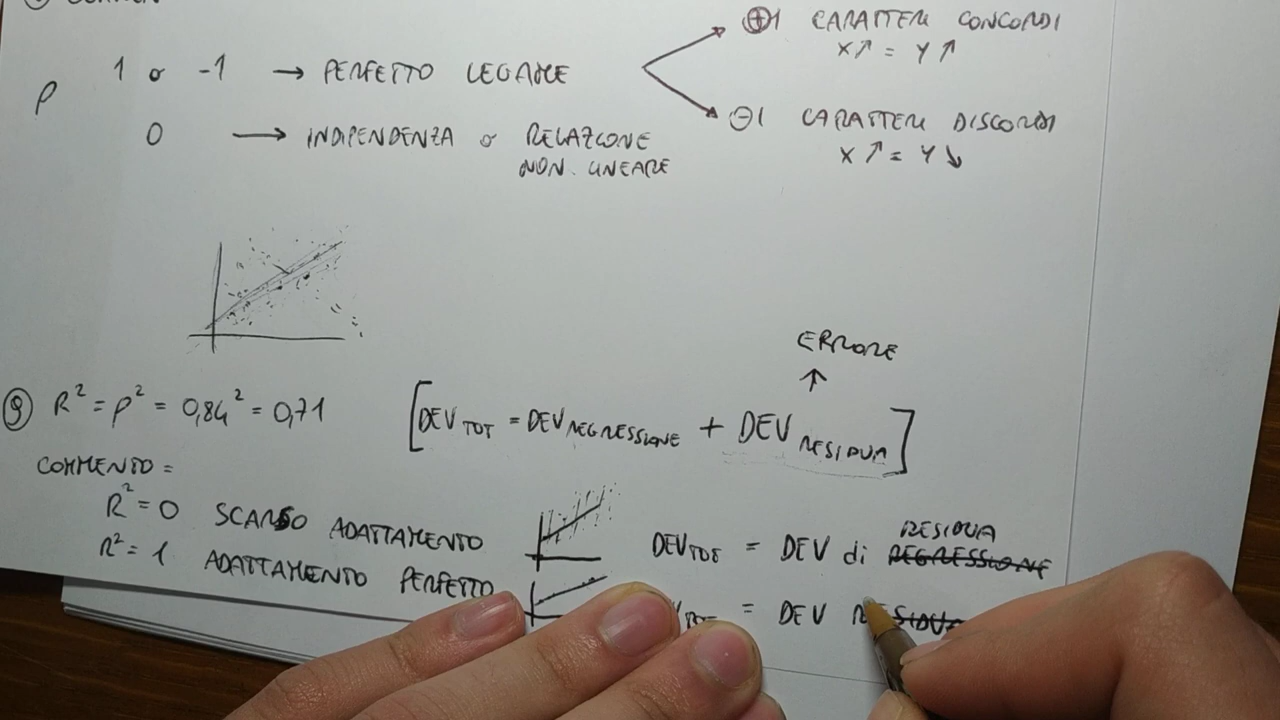 ⊕1 CARATTERI CONCORDI
X↗ = Y↗
1 o -1 → PERFETTO LEGAME
ρ
⊖1 CARATTERI DISCORDI
X↗ = Y↘
0 → INDIPENDENZA o RELAZIONE
NON. LINEARE
ERRORE
↑
⑨ R² = ρ² = 0,84² = 0,71 [DEV TOT = DEV REGRESSIONE + DEV RESIDUA]
COMMENTO =
R² = 0 SCARSO ADATTAMENTO
R² = 1 ADATTAMENTO PERFETTO
RESIDUA
DEV TOT = DEV di REGRESSIONE
= DEV